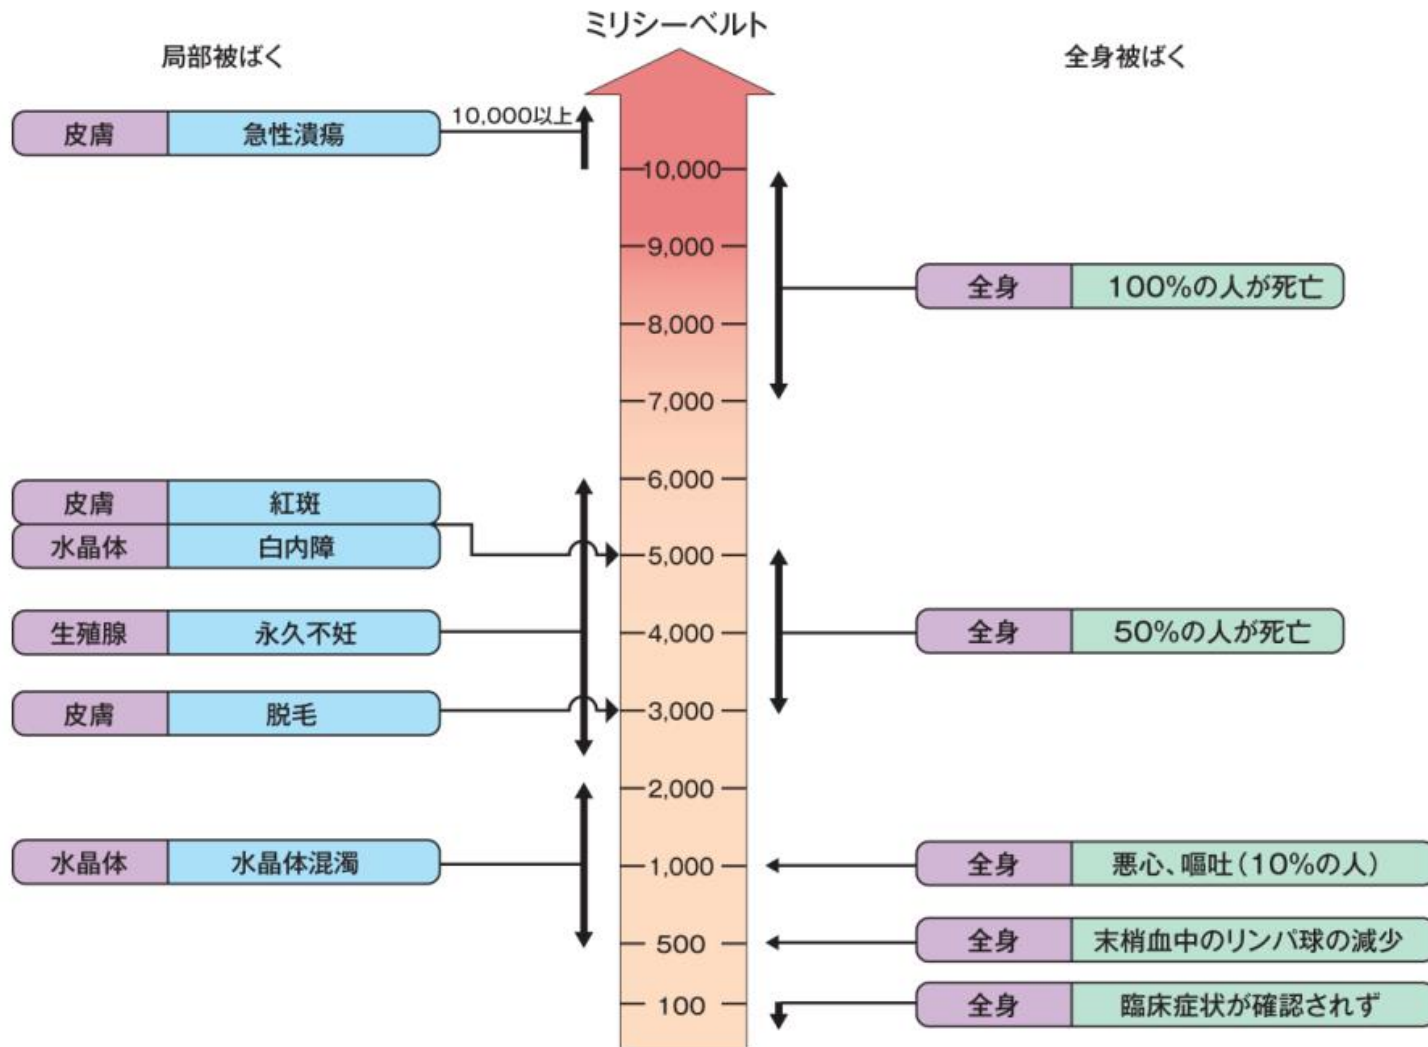 ミリシーベルト
局部被ばく
全身被ばく
皮膚 急性潰瘍
10,000以上
10,000
9,000
全身 100%の人が死亡
8,000
7,000
6,000
皮膚 紅斑
水晶体 白内障
5,000
生殖腺 永久不妊
4,000
全身 50%の人が死亡
皮膚 脱毛
3,000
2,000
水晶体 水晶体混濁
1,000
全身 悪心、嘔吐(10%の人)
500
全身 末梢血中のリンパ球の減少
100
全身 臨床症状が確認されず